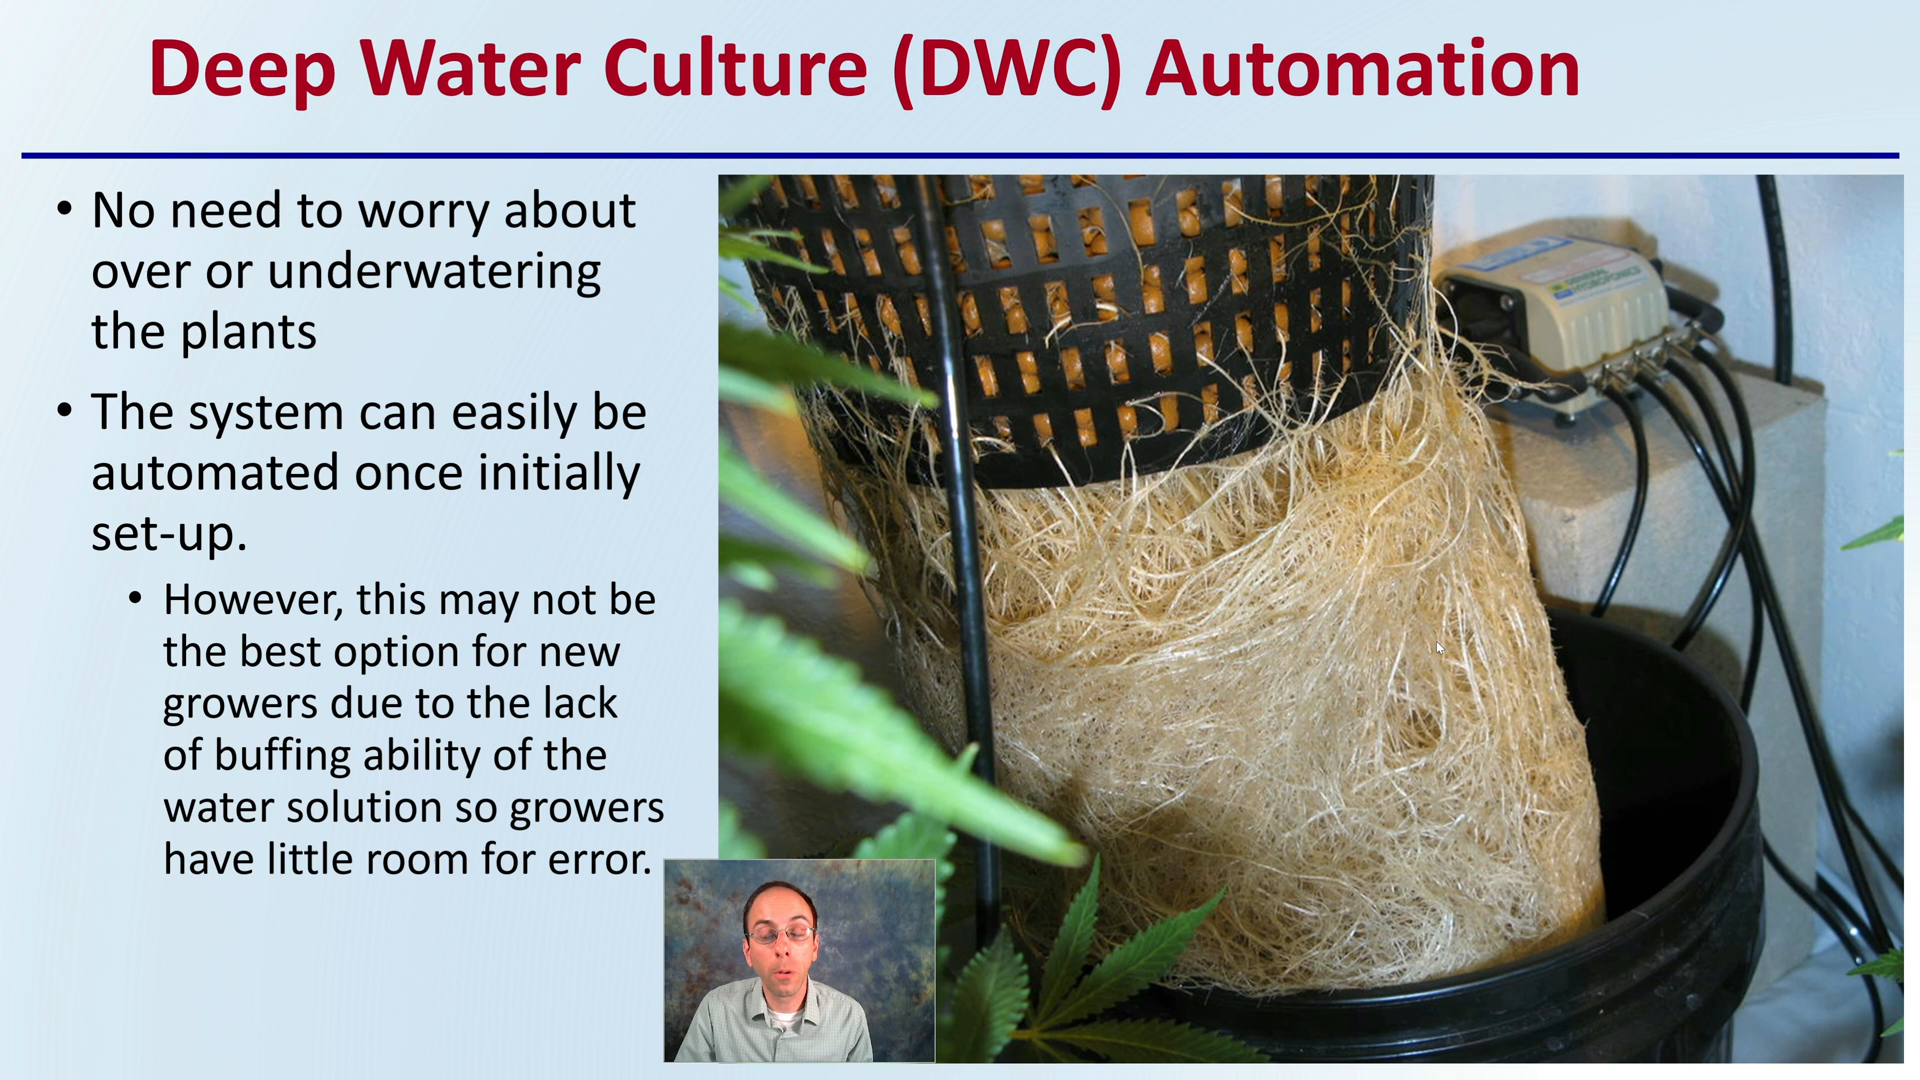 Deep Water Culture (DWC) Automation
• No need to worry about
over or underwatering
the plants
• The system can easily be
automated once initially
set-up.
• However, this may not be
the best option for new
growers due to the lack
of buffing ability of the
water solution so growers
have little room for error.